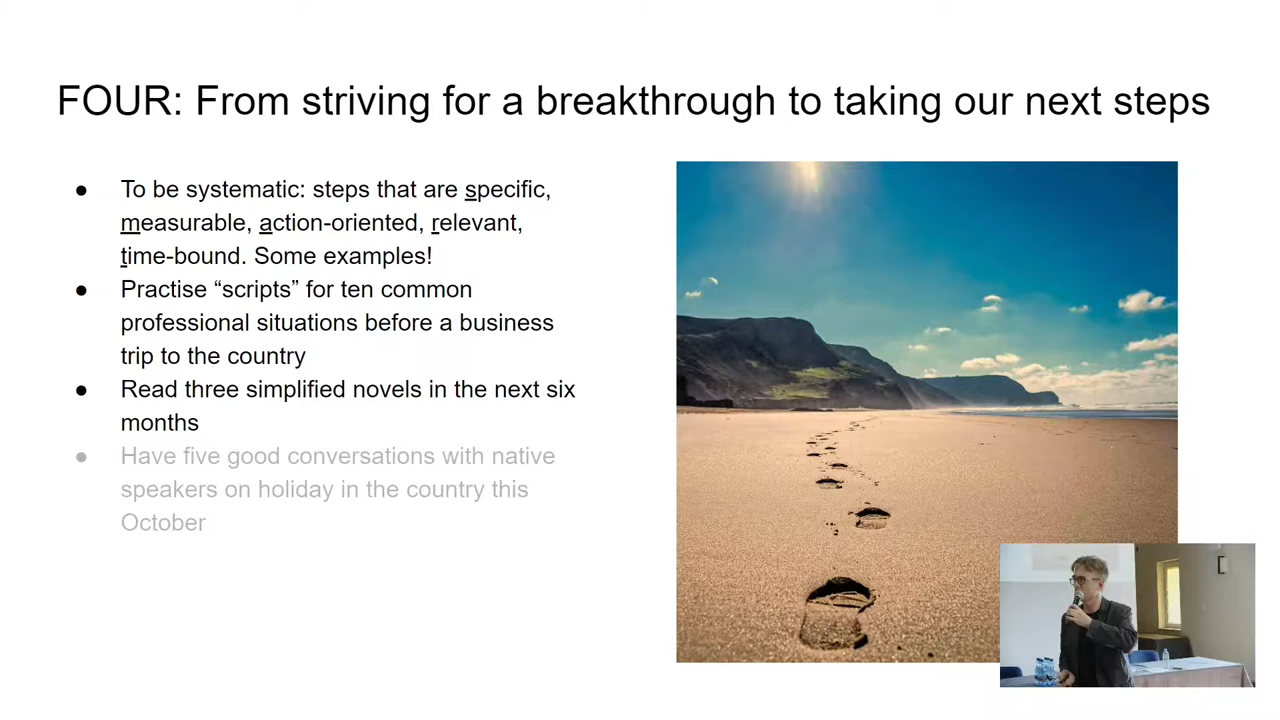 FOUR: From striving for a breakthrough to taking our next steps
● To be systematic: steps that are specific,
measurable, action-oriented, relevant,
time-bound. Some examples!
● Practise “scripts” for ten common
professional situations before a business
trip to the country
● Read three simplified novels in the next six
months
● Have five good conversations with native
speakers on holiday in the country this
October